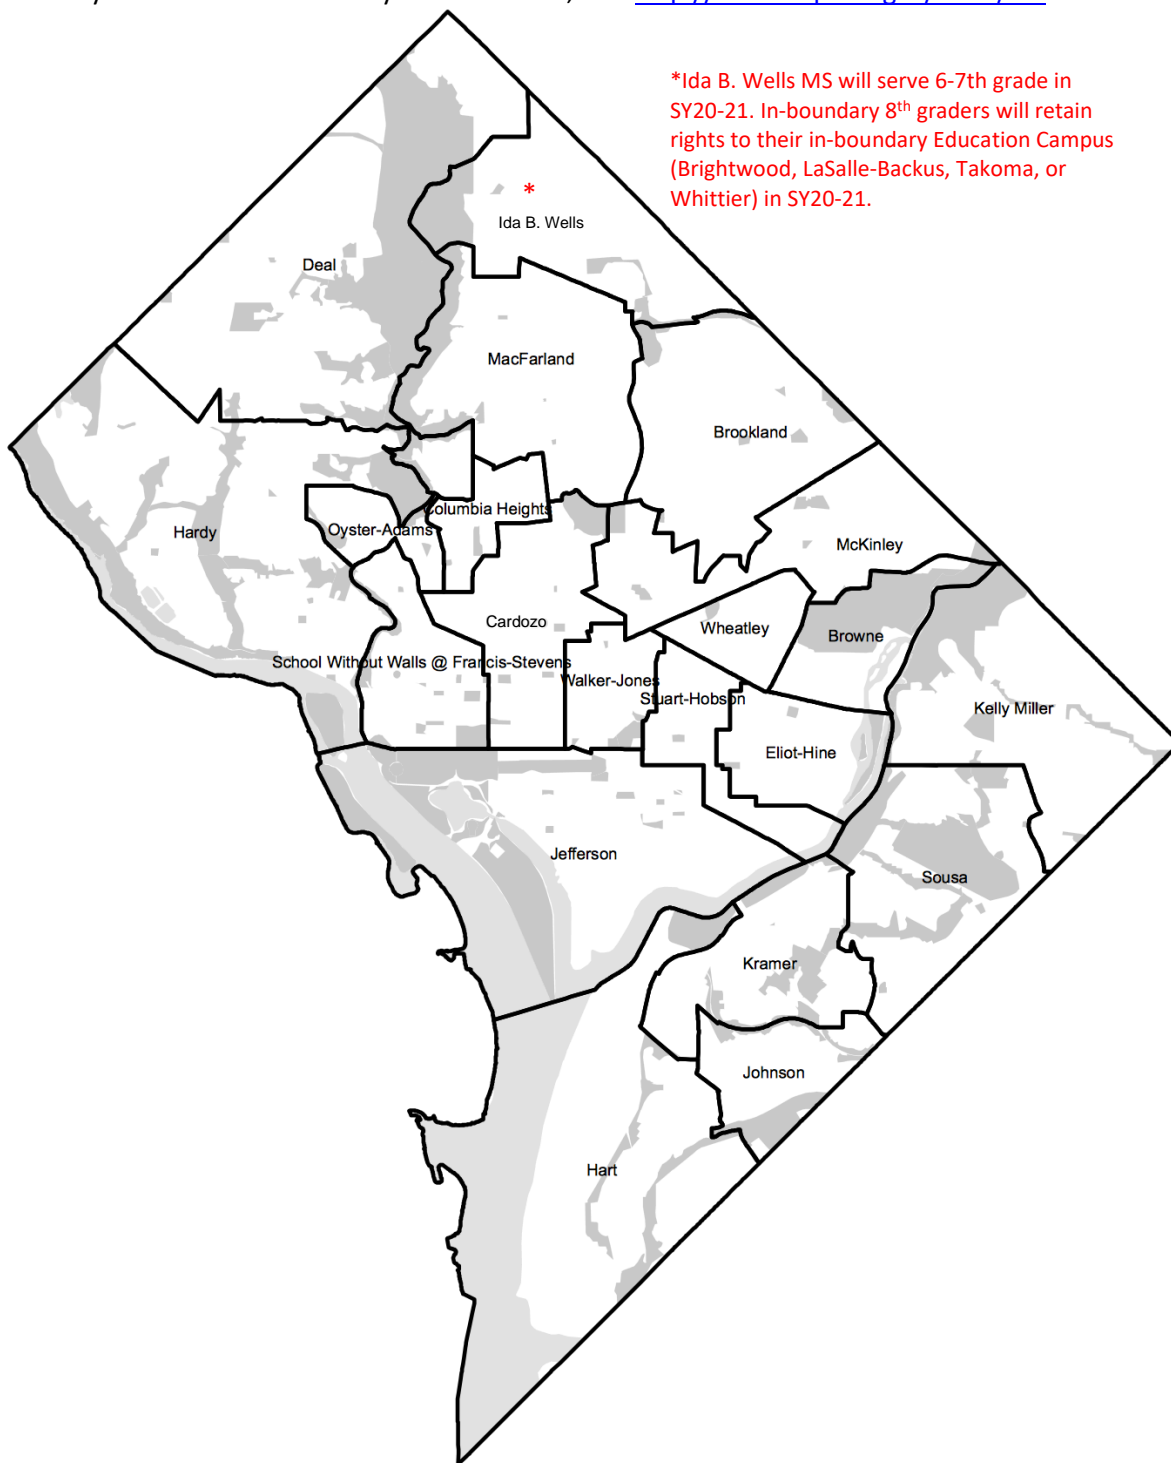 *Ida B. Wells MS will serve 6-7th grade in
SY20-21. In-boundary 8th graders will retain
rights to their in-boundary Education Campus
(Brightwood, LaSalle-Backus, Takoma, or
Whittier) in SY20-21.
*
Ida B. Wells
Deal
MacFarland
Brookland
Columbia Heights
Hardy
Oyster-Adams
McKinley
Cardozo
Wheatley
Browne
School Without Walls @ Francis-Stevens
Walker-Jones
Stuart-Hobson
Kelly Miller
Eliot-Hine
Jefferson
Sousa
Kramer
Johnson
Hart